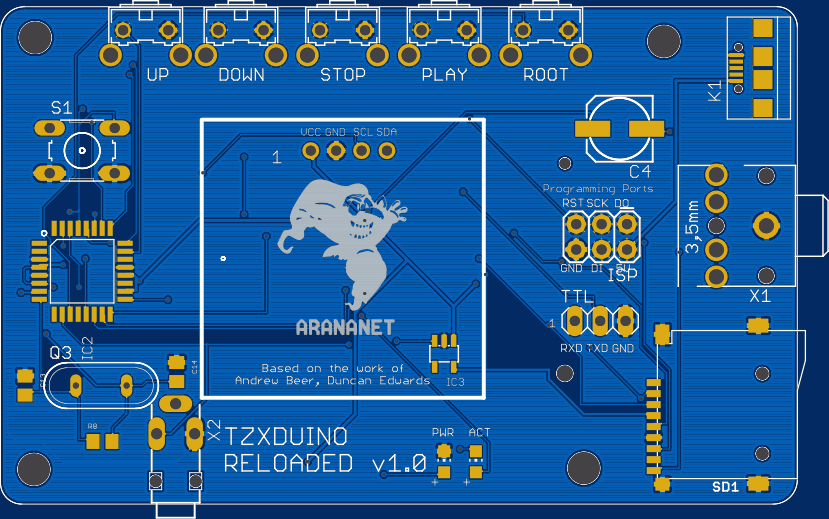 UP DOWN STOP PLAY ROOT
K1
S1
VCC GND SCL SDA
1
C4
Programming Ports
RST SCK DO
3,5mm
GND DI 5U
ISP
X1
TTL
1
ARANANET
RXD TXD GND
Q3
IC2
C14
IC3
Based on the work of
Andrew Beer, Duncan Edwards
R8
X2
TZXDUINO
RELOADED v1.0
PWR ACT
+ +
SD1